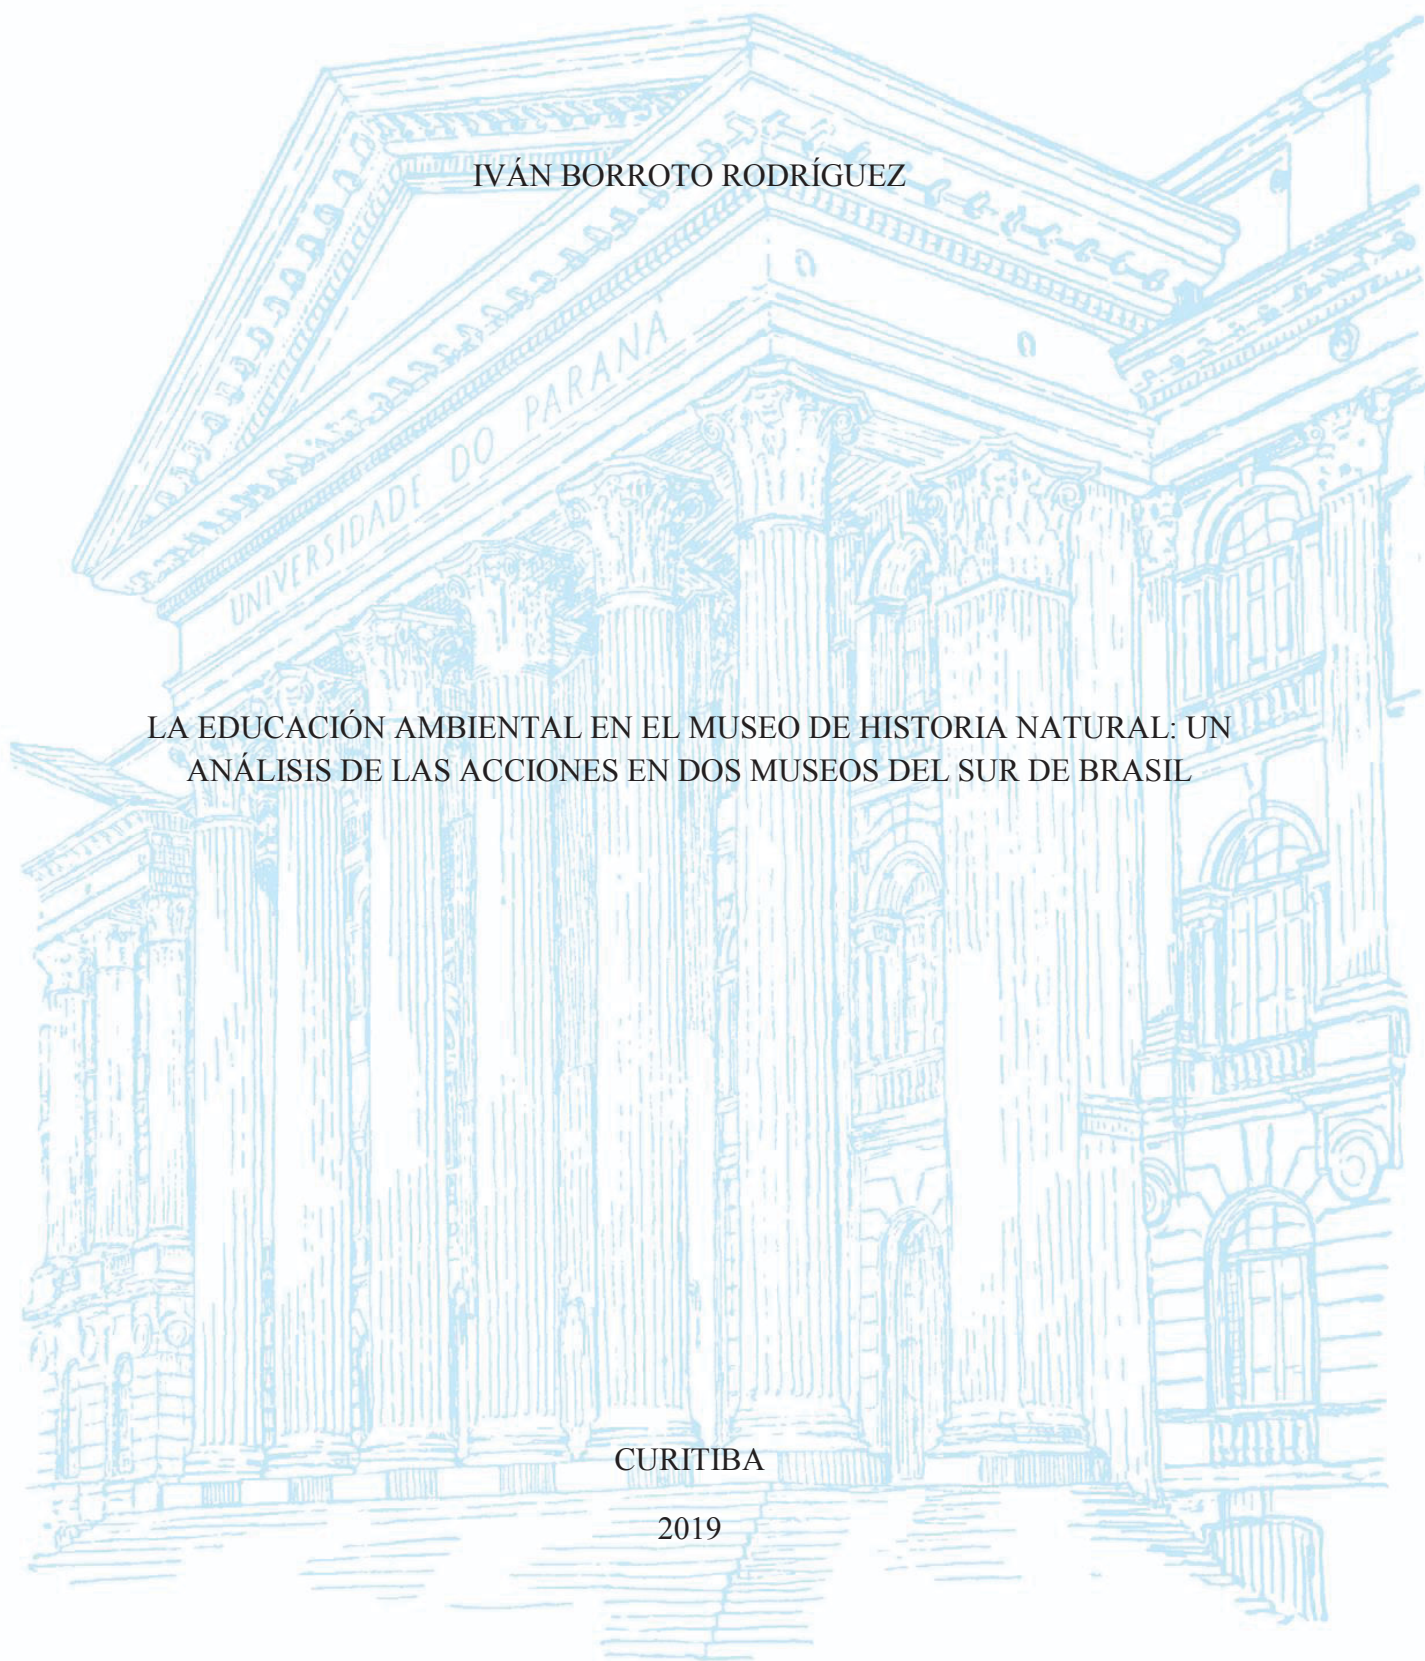 IVÁN BORROTO RODRÍGUEZ
UNIVERSIDADE DO PARANÁ
LA EDUCACIÓN AMBIENTAL EN EL MUSEO DE HISTORIA NATURAL: UN
ANÁLISIS DE LAS ACCIONES EN DOS MUSEOS DEL SUR DE BRASIL
CURITIBA
2019